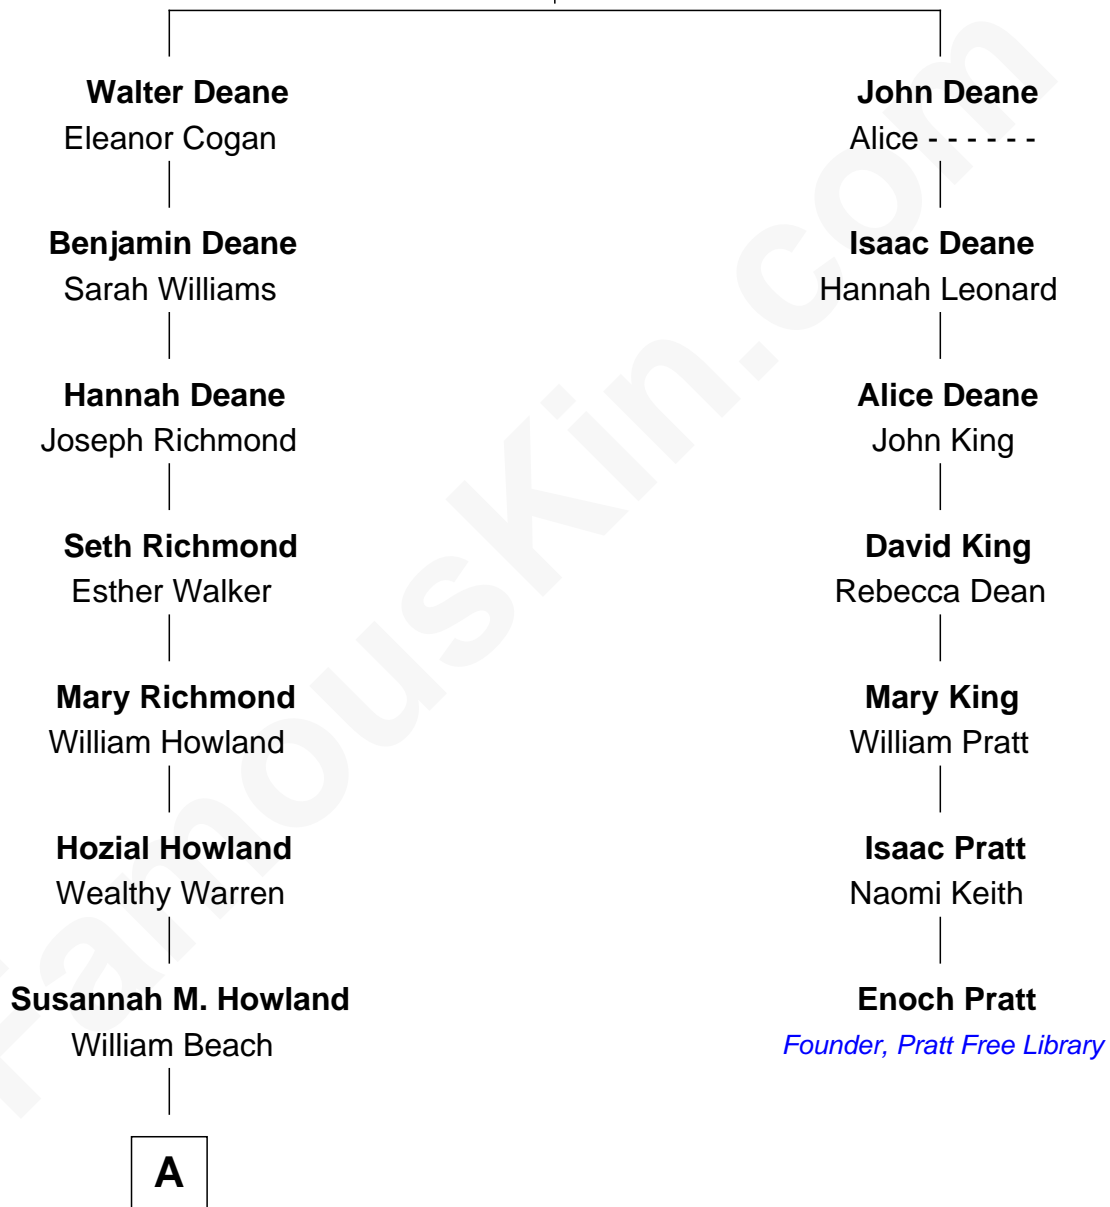 Walter Deane
Eleanor Cogan
Benjamin Deane
Sarah Williams
Hannah Deane
Joseph Richmond
Seth Richmond
Esther Walker
Mary Richmond
William Howland
Hozial Howland
Wealthy Warren
Susannah M. Howland
William Beach
A
John Deane
Alice - - - - - -
Isaac Deane
Hannah Leonard
Alice Deane
John King
David King
Rebecca Dean
Mary King
William Pratt
Isaac Pratt
Naomi Keith
Enoch Pratt
Founder, Pratt Free Library
FamousKin.com